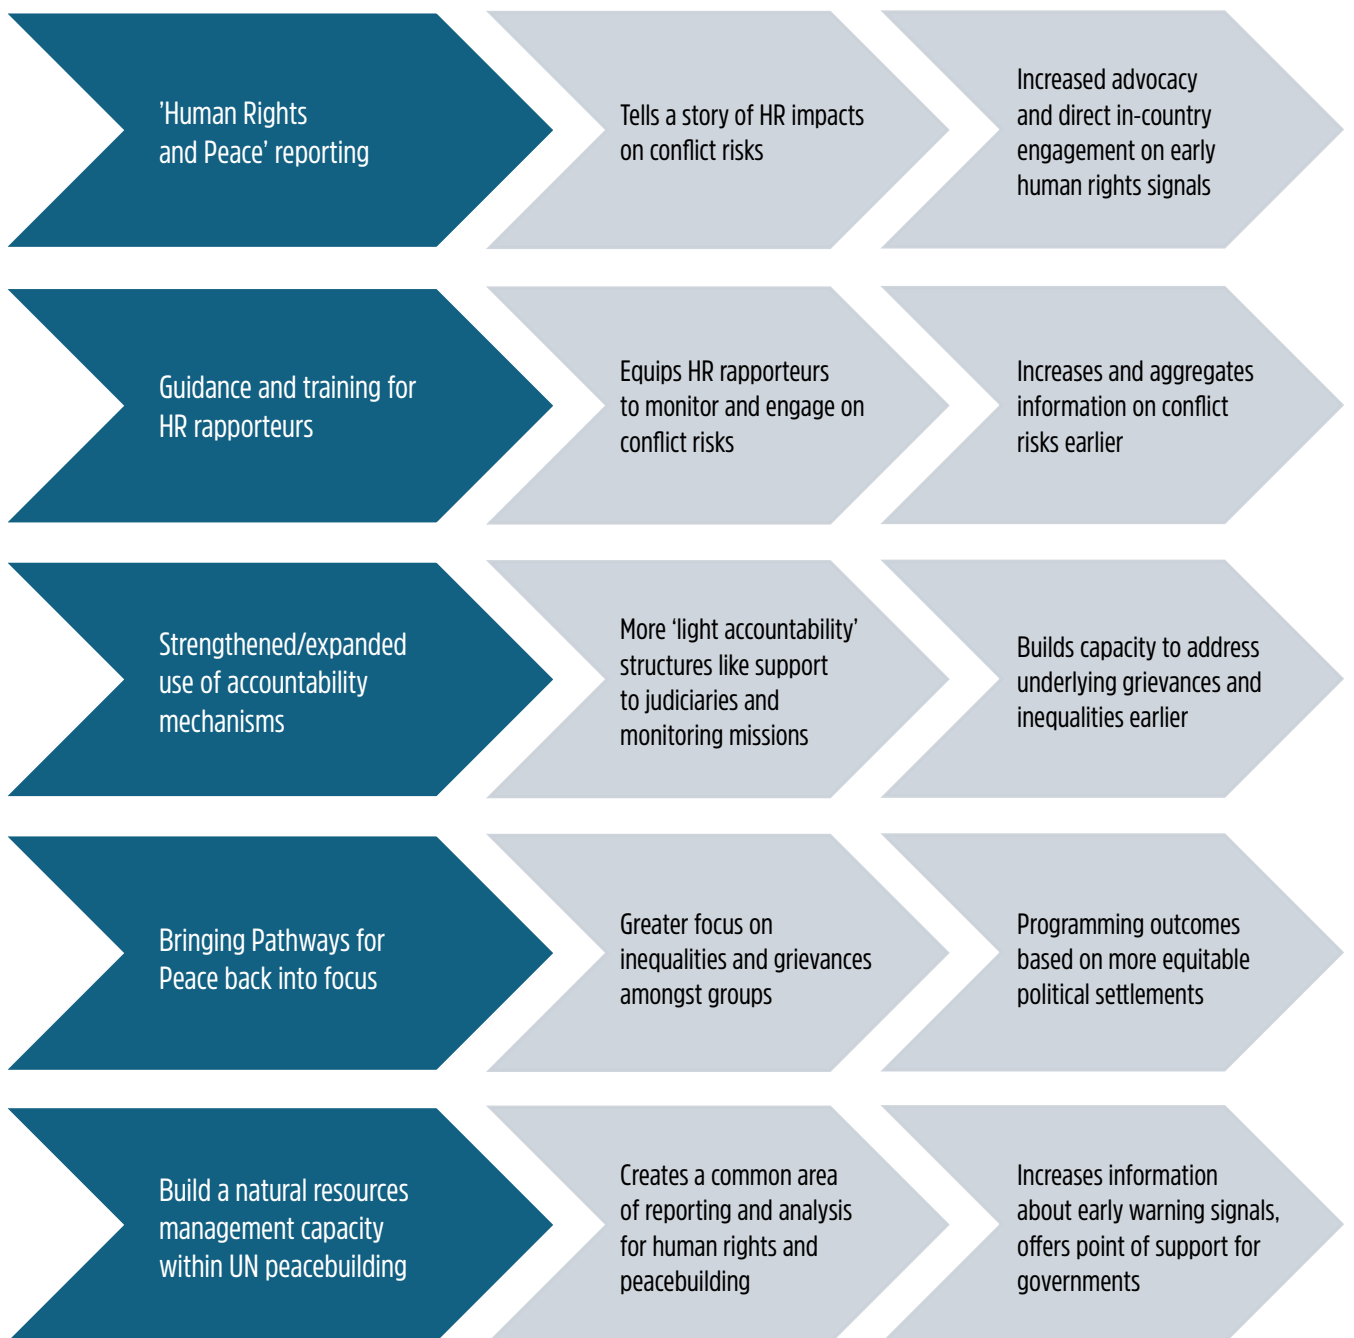 ’Human Rights
and Peace’ reporting
Tells a story of HR impacts
on conflict risks
Increased advocacy
and direct in-country
engagement on early
human rights signals
Guidance and training for
HR rapporteurs
Equips HR rapporteurs
to monitor and engage on
conflict risks
Increases and aggregates
information on conflict
risks earlier
Strengthened/expanded
use of accountability
mechanisms
More ‘light accountability’
structures like support
to judiciaries and
monitoring missions
Builds capacity to address
underlying grievances and
inequalities earlier
Bringing Pathways for
Peace back into focus
Greater focus on
inequalities and grievances
amongst groups
Programming outcomes
based on more equitable
political settlements
Build a natural resources
management capacity
within UN peacebuilding
Creates a common area
of reporting and analysis
for human rights and
peacebuilding
Increases information
about early warning signals,
offers point of support for
governments